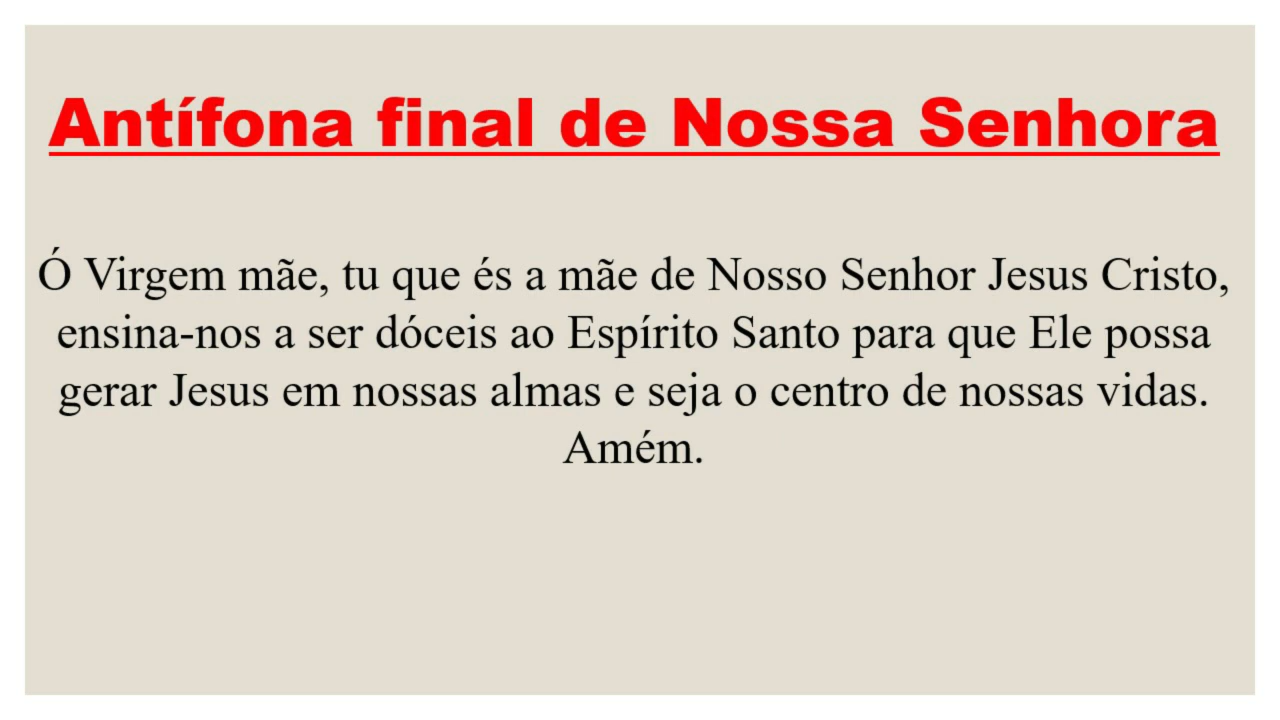 Antífona final de Nossa Senhora
Ó Virgem mãe, tu que és a mãe de Nosso Senhor Jesus Cristo,
ensina-nos a ser dóceis ao Espírito Santo para que Ele possa
gerar Jesus em nossas almas e seja o centro de nossas vidas.
Amém.